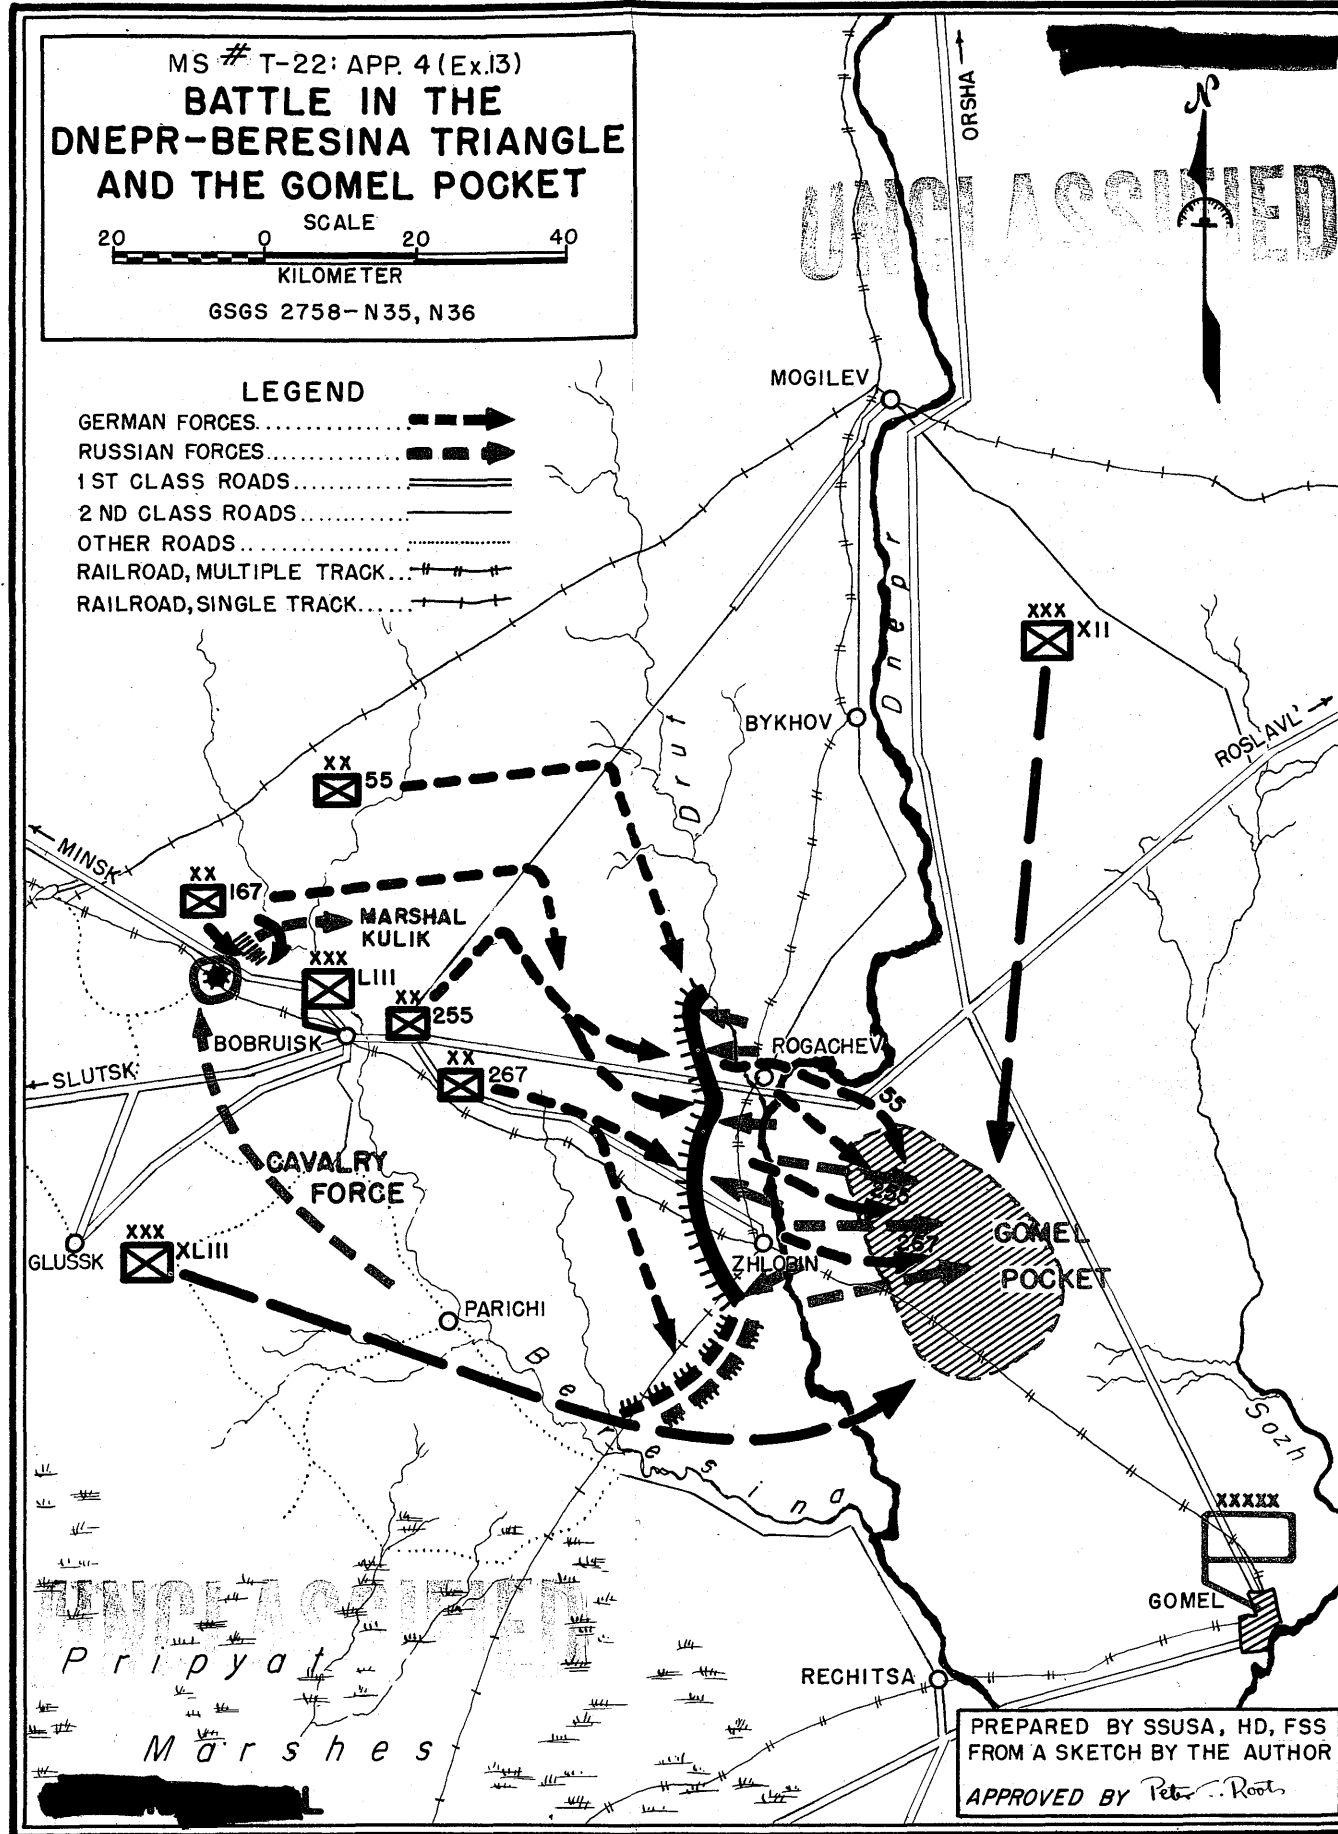 MS # T-22: APP. 4 (Ex.13)
BATTLE IN THE
DNEPR-BERESINA TRIANGLE
AND THE GOMEL POCKET
SCALE
20 0 20 40
KILOMETER
GSGS 2758-N35, N36
LEGEND
GERMAN FORCES
RUSSIAN FORCES
1ST CLASS ROADS
2ND CLASS ROADS
OTHER ROADS
RAILROAD, MULTIPLE TRACK
RAILROAD, SINGLE TRACK
ORSHA
N
UNCLASSIFIED
MOGILEV
Dnepr
XXX
XII
BYKHOV
ROSLAVL'
Drut
XX
55
MINSK
XX
167
MARSHAL
KULIK
XXX
LIII
XX
255
BOBRUISK
ROGACHEV
XX
267
SLUTSK
55
CAVALRY
FORCE
255
GOMEL
POCKET
267
XXX
XLIII
GLUSSK
ZHLOBIN
PARICHI
Beresina
Sozh
XXXXX
GOMEL
UNCLASSIFIED
Pripyat
Marshes
RECHITSA
PREPARED BY SSUSA, HD, FSS
FROM A SKETCH BY THE AUTHOR
APPROVED BY Peter Roots
L